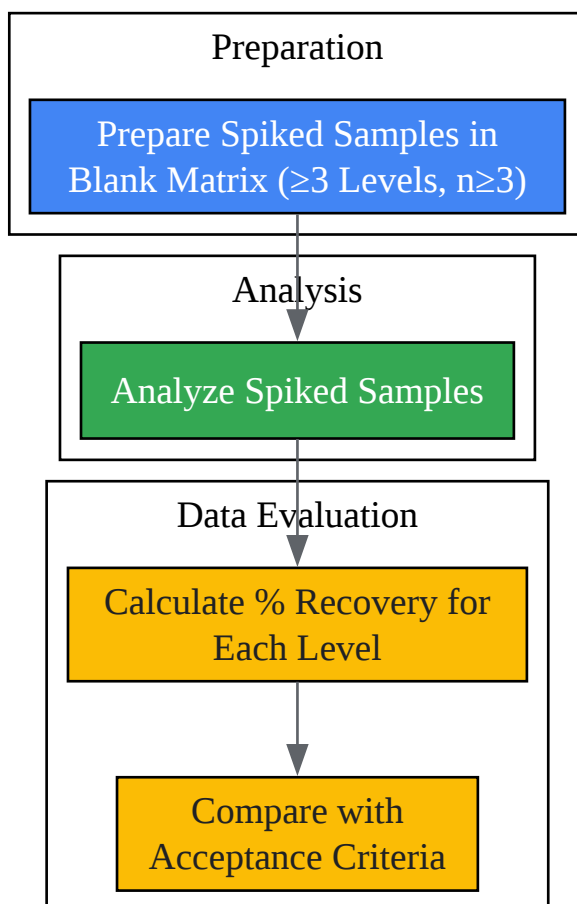 Preparation
Prepare Spiked Samples in
Blank Matrix (≥3 Levels, n≥3)
Analysis
Analyze Spiked Samples
Data Evaluation
Calculate % Recovery for
Each Level
Compare with
Acceptance Criteria